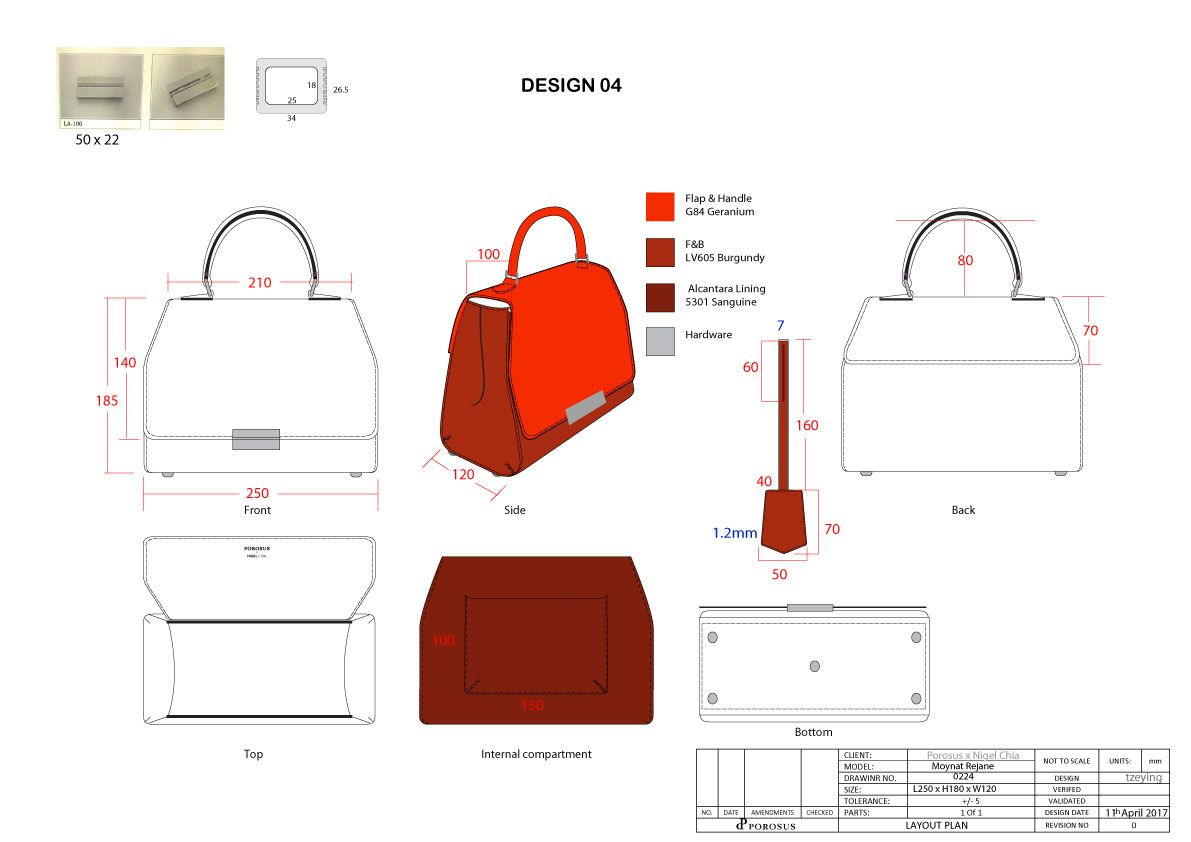 DESIGN 04
LA-106
50 x 22
18
25
26.5
34
Flap & Handle
G84 Geranium
F&B
LV605 Burgundy
Alcantara Lining
5301 Sanguine
Hardware
210
140
185
250
Front
100
120
Side
7
60
160
40
1.2mm
70
50
80
70
Back
POROSUS
NIGEL CHIA
Top
100
150
Internal compartment
Bottom
NO. DATE AMENDMENTS CHECKED
CLIENT: Porosus x Nigel Chia
MODEL: Moynat Rejane
DRAWINR NO. 0224
SIZE: L250 x H180 x W120
TOLERANCE: +/- 5
PARTS: 1 Of 1
NOT TO SCALE UNITS: mm
DESIGN tzeying
VERIFED
VALIDATED
DESIGN DATE 11th April 2017
POROSUS LAYOUT PLAN REVISION NO 0